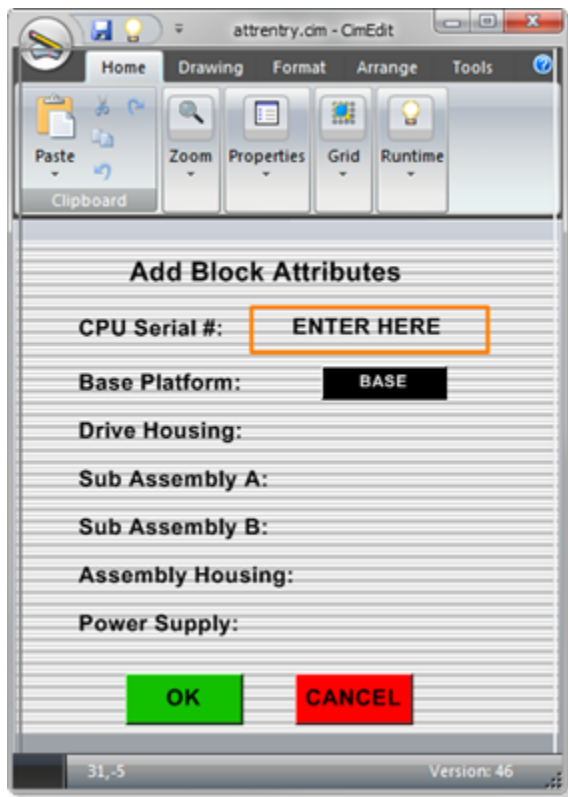 attrentry.cim - CimEdit
Home Drawing Format Arrange Tools
Paste Zoom Properties Grid Runtime
Clipboard
Add Block Attributes
CPU Serial #: ENTER HERE
Base Platform: BASE
Drive Housing:
Sub Assembly A:
Sub Assembly B:
Assembly Housing:
Power Supply:
OK CANCEL
31,-5 Version: 46